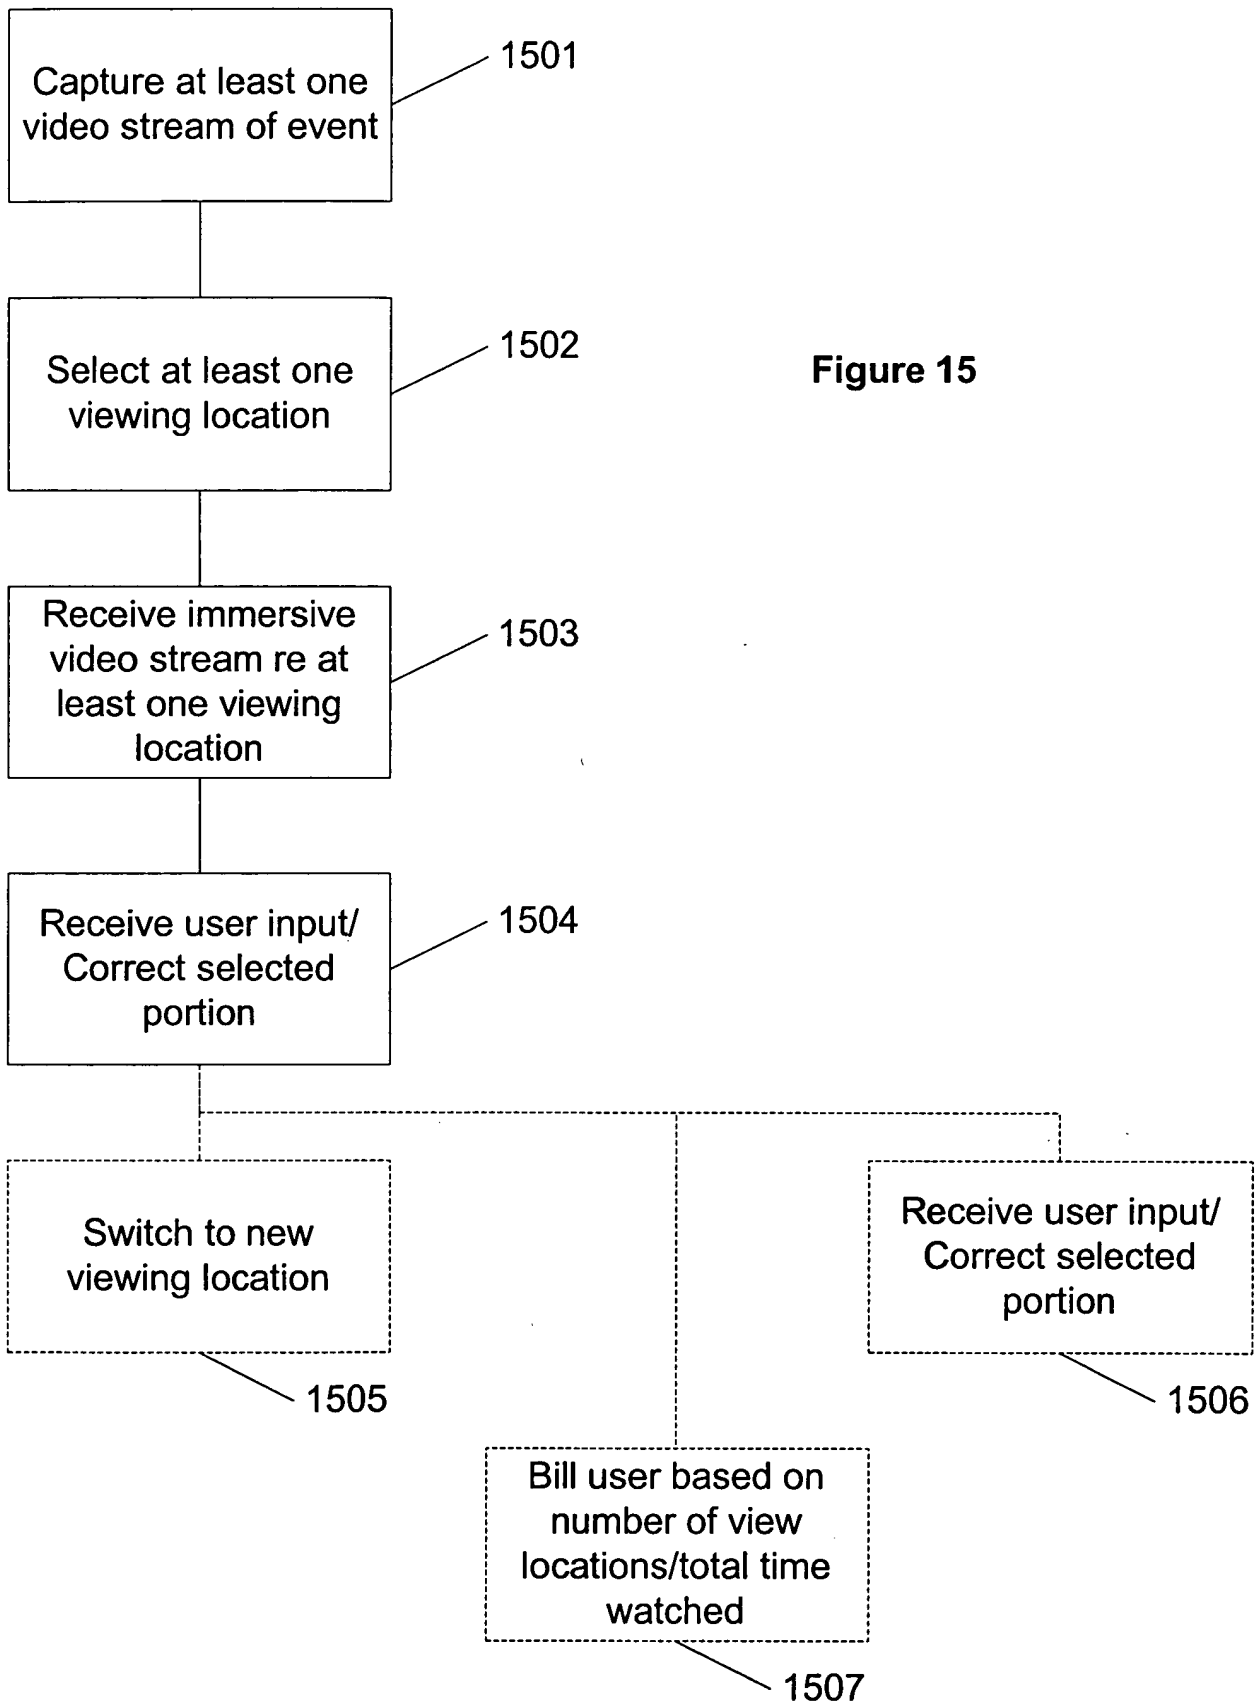 Capture at least one
video stream of event
1501
Select at least one
viewing location
1502
Figure 15
Receive immersive
video stream re at
least one viewing
location
1503
Receive user input/
Correct selected
portion
1504
Switch to new
viewing location
1505
Receive user input/
Correct selected
portion
1506
Bill user based on
number of view
locations/total time
watched
1507